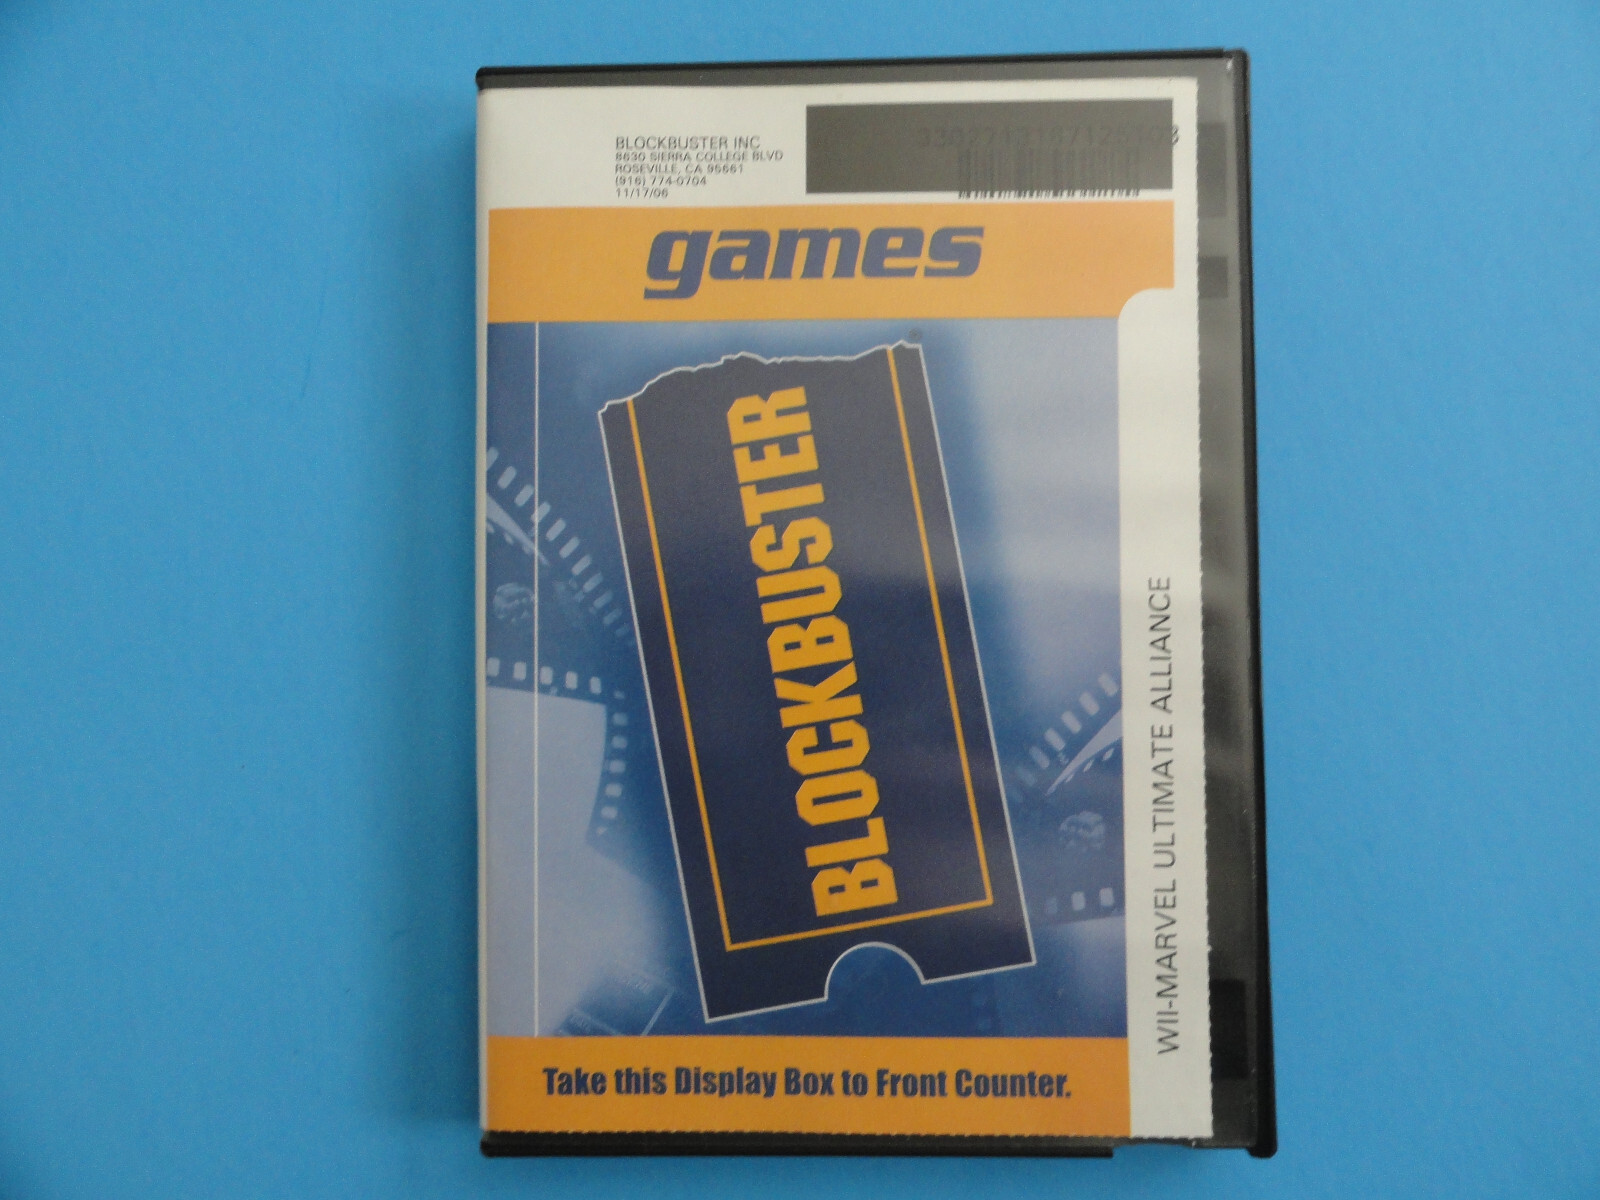 BLOCKBUSTER INC
8630 SIERRA COLLEGE BLVD
ROSEVILLE, CA 95661
(916) 774-0704
11/17/06
games
BLOCKBUSTER
WII-MARVEL ULTIMATE ALLIANCE
Take this Display Box to Front Counter.